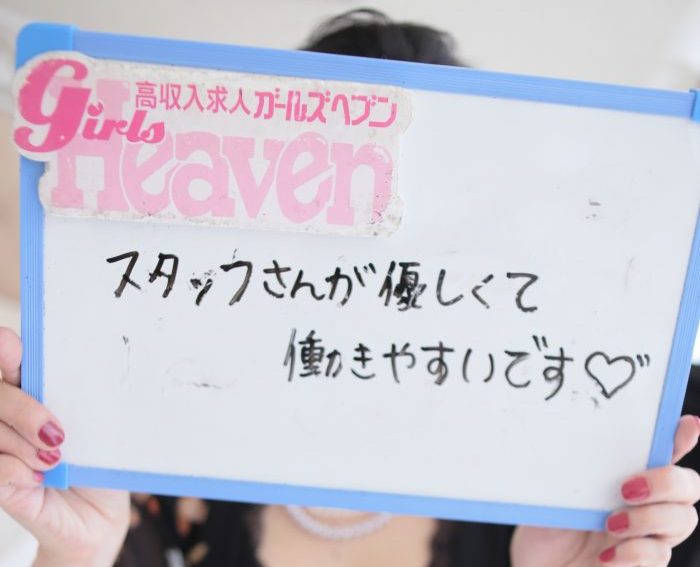 高収入求人ガールズヘブン
Girls
Heaven
スタッフさんが優しくて
働きやすいです♡